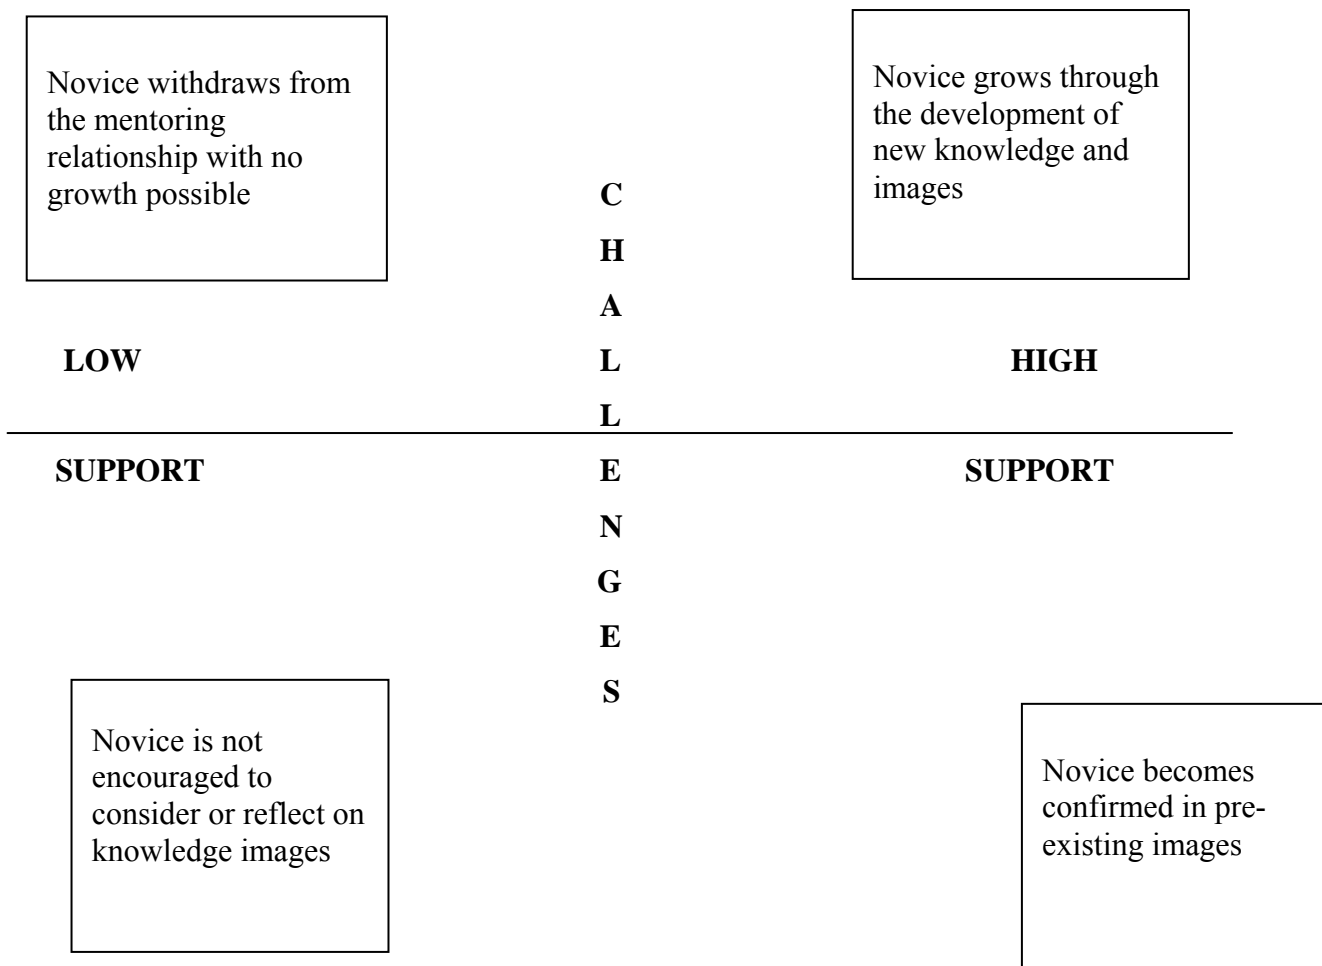 Novice withdraws from
the mentoring
relationship with no
growth possible
Novice grows through
the development of
new knowledge and
images
C
H
A
LOW L HIGH
L
SUPPORT E SUPPORT
N
G
E
S
Novice is not
encouraged to
consider or reflect on
knowledge images
Novice becomes
confirmed in pre-
existing images